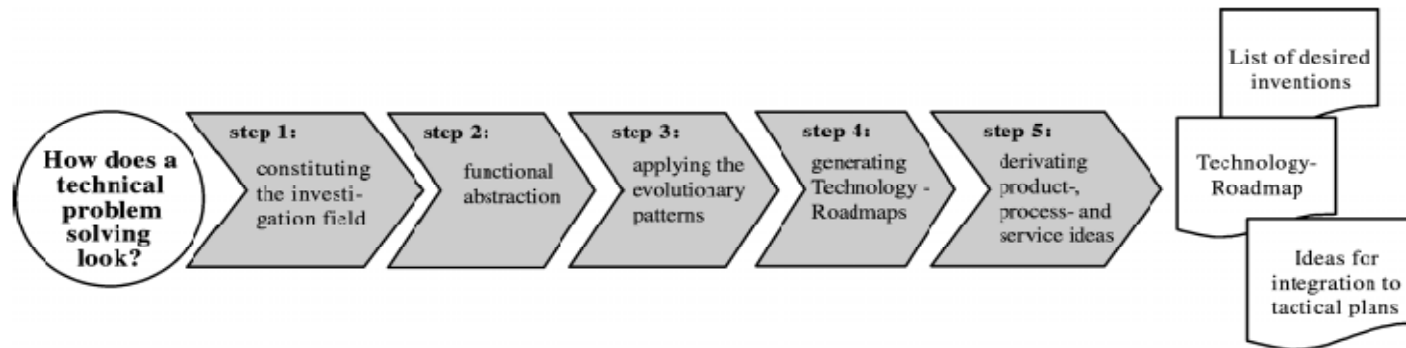 How does a
technical
problem
solving
look?
step 1:
constituting
the investi-
gation field
step 2:
functional
abstraction
step 3:
applying the
evolutionary
patterns
step 4:
generating
Technology -
Roadmaps
step 5:
derivating
product-,
process- and
service ideas
List of desired
inventions
Technology-
Roadmap
Ideas for
integration to
tactical plans